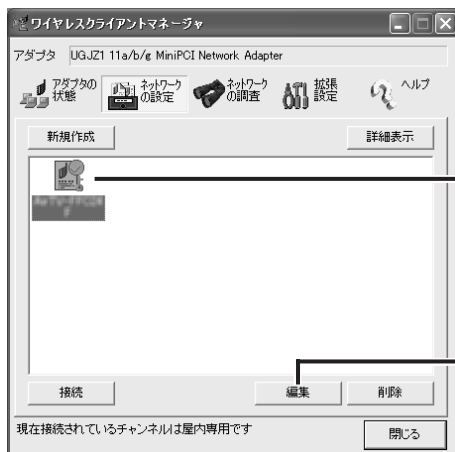 ワイヤレスクライアントマネージャ
アダプタ UGJZ1 11a/b/g MiniPCI Network Adapter
アダプタの
状態
ネットワーク
の設定
ネットワーク
の調査
拡張
設定
ヘルプ
新規作成
詳細表示
接続
編集
削除
現在接続されているチャンネルは屋内専用です
閉じる